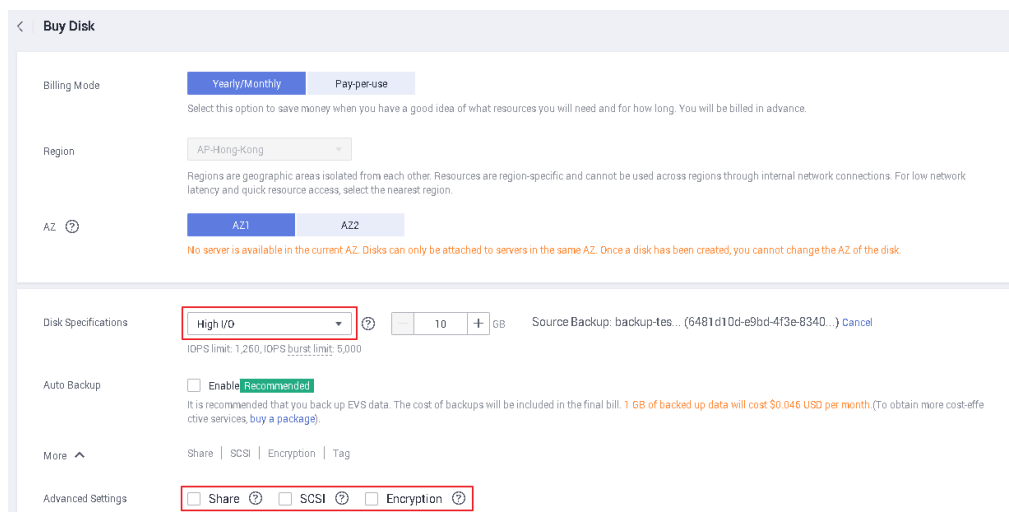 Buy Disk
Billing Mode
Yearly/Monthly
Pay-per-use
Select this option to save money when you have a good idea of what resources you will need and for how long. You will be billed in advance.
Region
AP-Hong-Kong
Regions are geographic areas isolated from each other. Resources are region-specific and cannot be used across regions through internal network connections. For low network
latency and quick resource access, select the nearest region.
AZ
AZ1
AZ2
No server is available in the current AZ. Disks can only be attached to servers in the same AZ. Once a disk has been created, you cannot change the AZ of the disk.
Disk Specifications
High I/O
10
GB
Source Backup: backup-tes... (6481d10d-e9bd-4f3e-8340...) Cancel
IOPS limit: 1,260, IOPS burst limit: 5,000
Auto Backup
Enable Recommended
It is recommended that you back up EVS data. The cost of backups will be included in the final bill. 1 GB of backed up data will cost $0.046 USD per month.(To obtain more cost-effe
ctive services, buy a package).
More
Share | SCSI | Encryption | Tag
Advanced Settings
Share
SCSI
Encryption